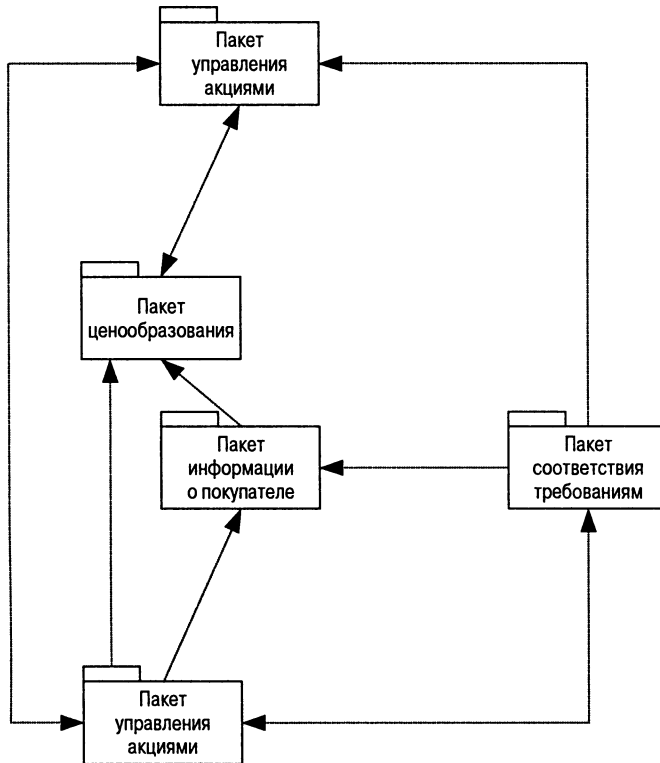 Пакет
управления
акциями
Пакет
ценообразования
Пакет
информации
о покупателе
Пакет
соответствия
требованиям
Пакет
управления
акциями